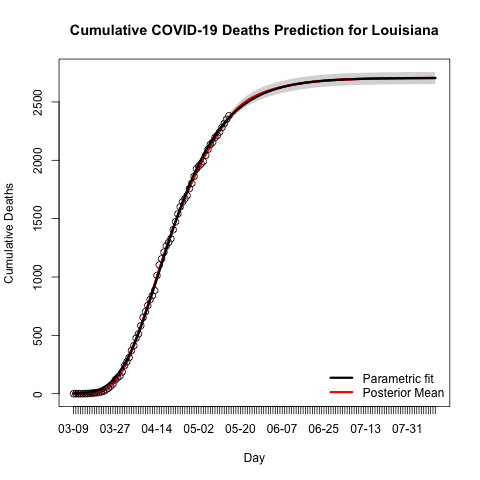 Cumulative COVID-19 Deaths Prediction for Louisiana
Cumulative Deaths
2500
2000
1500
1000
500
0
Parametric fit
Posterior Mean
03-09 03-27 04-14 05-02 05-20 06-07 06-25 07-13 07-31
Day